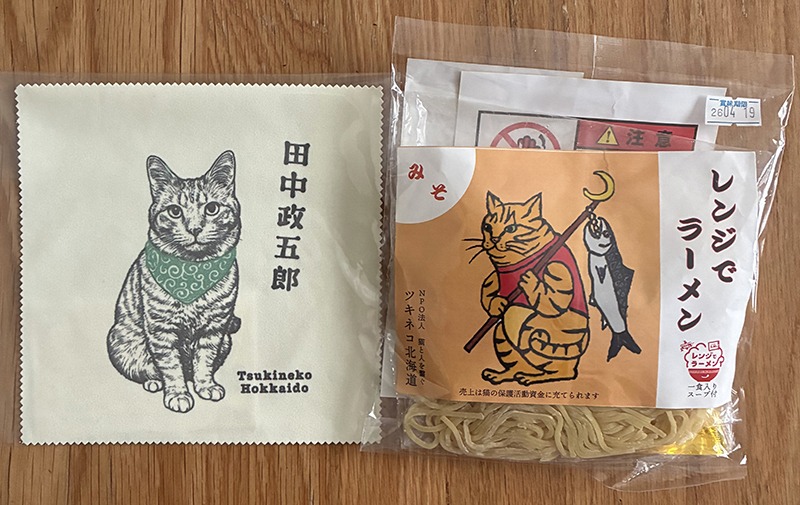 田中政五郎
Tsukineko
Hokkaido
賞味期限
26.04.19
注意
みそ
レンジで
ラーメン
NPO法人 猫と人を繋ぐ
ツキネコ北海道
レンジで
ラーメン
一食入り
スープ付
売上は猫の保護活動資金に充てられます